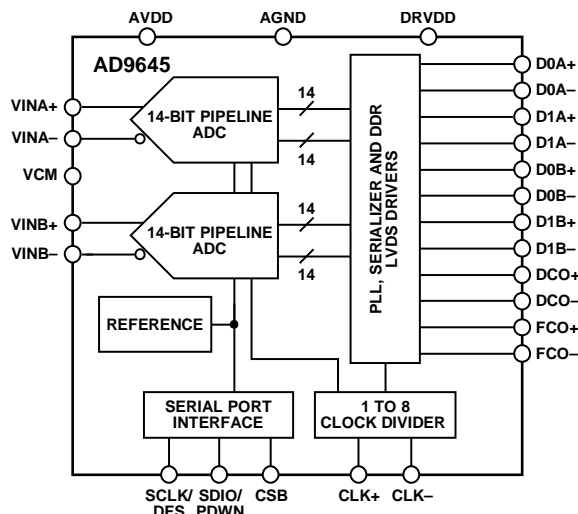 AVDD AGND DRVDD
AD9645
VINA+
VINA–
VCM
VINB+
VINB–
14-BIT PIPELINE
ADC
14
14
14-BIT PIPELINE
ADC
14
14
REFERENCE
PLL, SERIALIZER AND DDR
LVDS DRIVERS
SERIAL PORT
INTERFACE
1 TO 8
CLOCK DIVIDER
D0A+
D0A–
D1A+
D1A–
D0B+
D0B–
D1B+
D1B–
DCO+
DCO–
FCO+
FCO–
SCLK/
DFS
SDIO/
PDWN
CSB
CLK+
CLK–